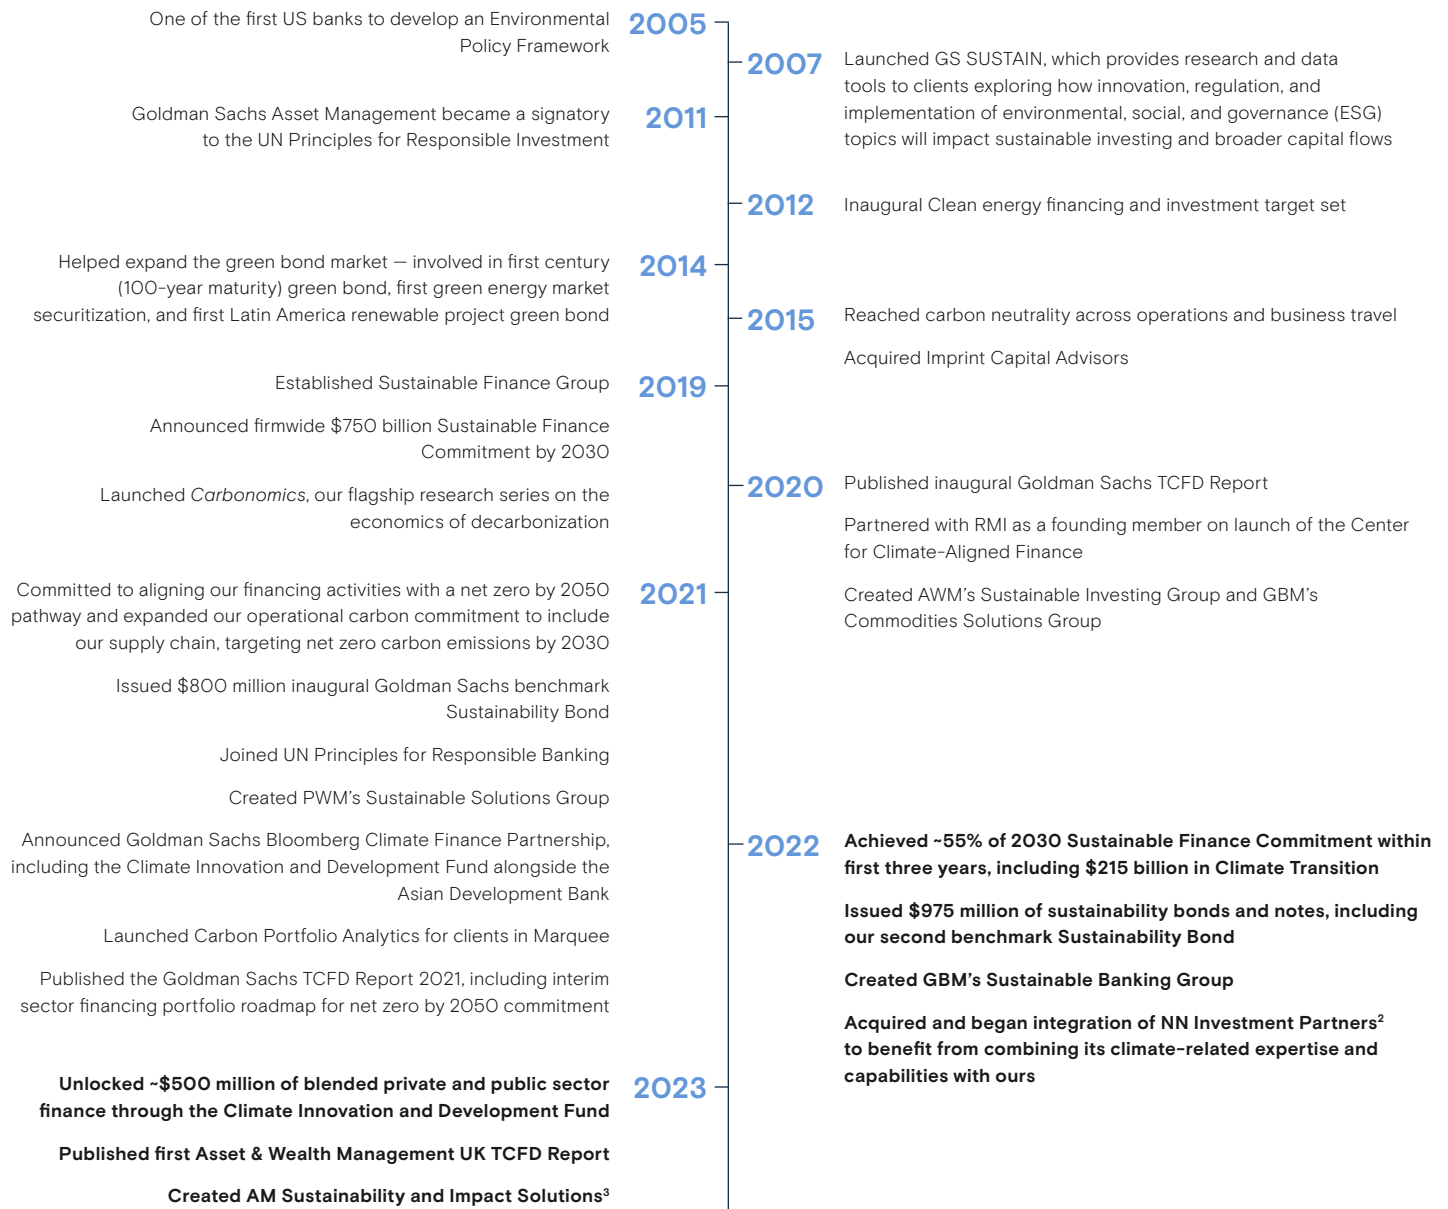 2005
One of the first US banks to develop an Environmental
Policy Framework
2007
Launched GS SUSTAIN, which provides research and data
tools to clients exploring how innovation, regulation, and
implementation of environmental, social, and governance (ESG)
topics will impact sustainable investing and broader capital flows
2011
Goldman Sachs Asset Management became a signatory
to the UN Principles for Responsible Investment
2012
Inaugural Clean energy financing and investment target set
2014
Helped expand the green bond market — involved in first century
(100-year maturity) green bond, first green energy market
securitization, and first Latin America renewable project green bond
2015
Reached carbon neutrality across operations and business travel
Acquired Imprint Capital Advisors
2019
Established Sustainable Finance Group
Announced firmwide $750 billion Sustainable Finance
Commitment by 2030
Launched Carbonomics, our flagship research series on the
economics of decarbonization
2020
Published inaugural Goldman Sachs TCFD Report
Partnered with RMI as a founding member on launch of the Center
for Climate-Aligned Finance
Created AWM’s Sustainable Investing Group and GBM’s
Commodities Solutions Group
2021
Committed to aligning our financing activities with a net zero by 2050
pathway and expanded our operational carbon commitment to include
our supply chain, targeting net zero carbon emissions by 2030
Issued $800 million inaugural Goldman Sachs benchmark
Sustainability Bond
Joined UN Principles for Responsible Banking
Created PWM’s Sustainable Solutions Group
Announced Goldman Sachs Bloomberg Climate Finance Partnership,
including the Climate Innovation and Development Fund alongside the
Asian Development Bank
Launched Carbon Portfolio Analytics for clients in Marquee
Published the Goldman Sachs TCFD Report 2021, including interim
sector financing portfolio roadmap for net zero by 2050 commitment
2022
Achieved ~55% of 2030 Sustainable Finance Commitment within
first three years, including $215 billion in Climate Transition
Issued $975 million of sustainability bonds and notes, including
our second benchmark Sustainability Bond
Created GBM’s Sustainable Banking Group
Acquired and began integration of NN Investment Partners²
to benefit from combining its climate-related expertise and
capabilities with ours
2023
Unlocked ~$500 million of blended private and public sector
finance through the Climate Innovation and Development Fund
Published first Asset & Wealth Management UK TCFD Report
Created AM Sustainability and Impact Solutions³